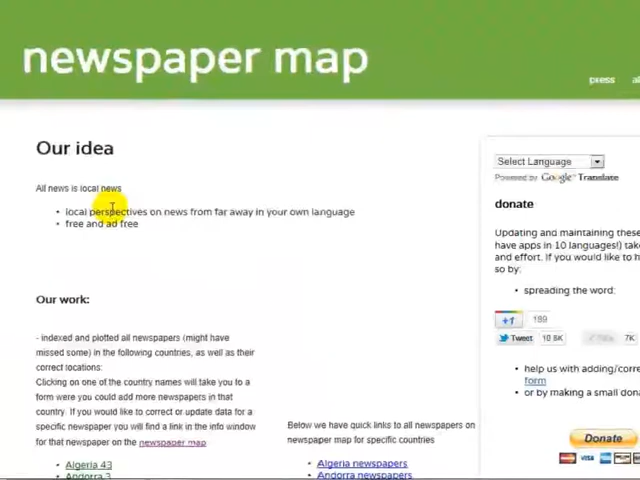 newspaper map
press
Our idea
All news is local news
local perspectives on news from far away in your own language
free and ad free
Our work:
- indexed and plotted all newspapers (might have
missed some) in the following countries, as well as their
correct locations:
Clicking on one of the country names will take you to a
form were you could add more newspapers in that
country. If you would like to correct or update data for a
specific newspaper you will find a link in the info window
for that newspaper on the newspaper map
Algeria 43
Andorra 3
Below we have quick links to all newspapers on
newspaper map for specific countries
Algeria newspapers
Andorra newspapers
Select Language
Powered by Google™ Translate
donate
Updating and maintaining these
have apps in 10 languages!) take
and effort. If you would like to h
so by:
spreading the word:
+1
189
Tweet 10.8K 7K
help us with adding/corre
form
or by making a small dona
Donate
VISA